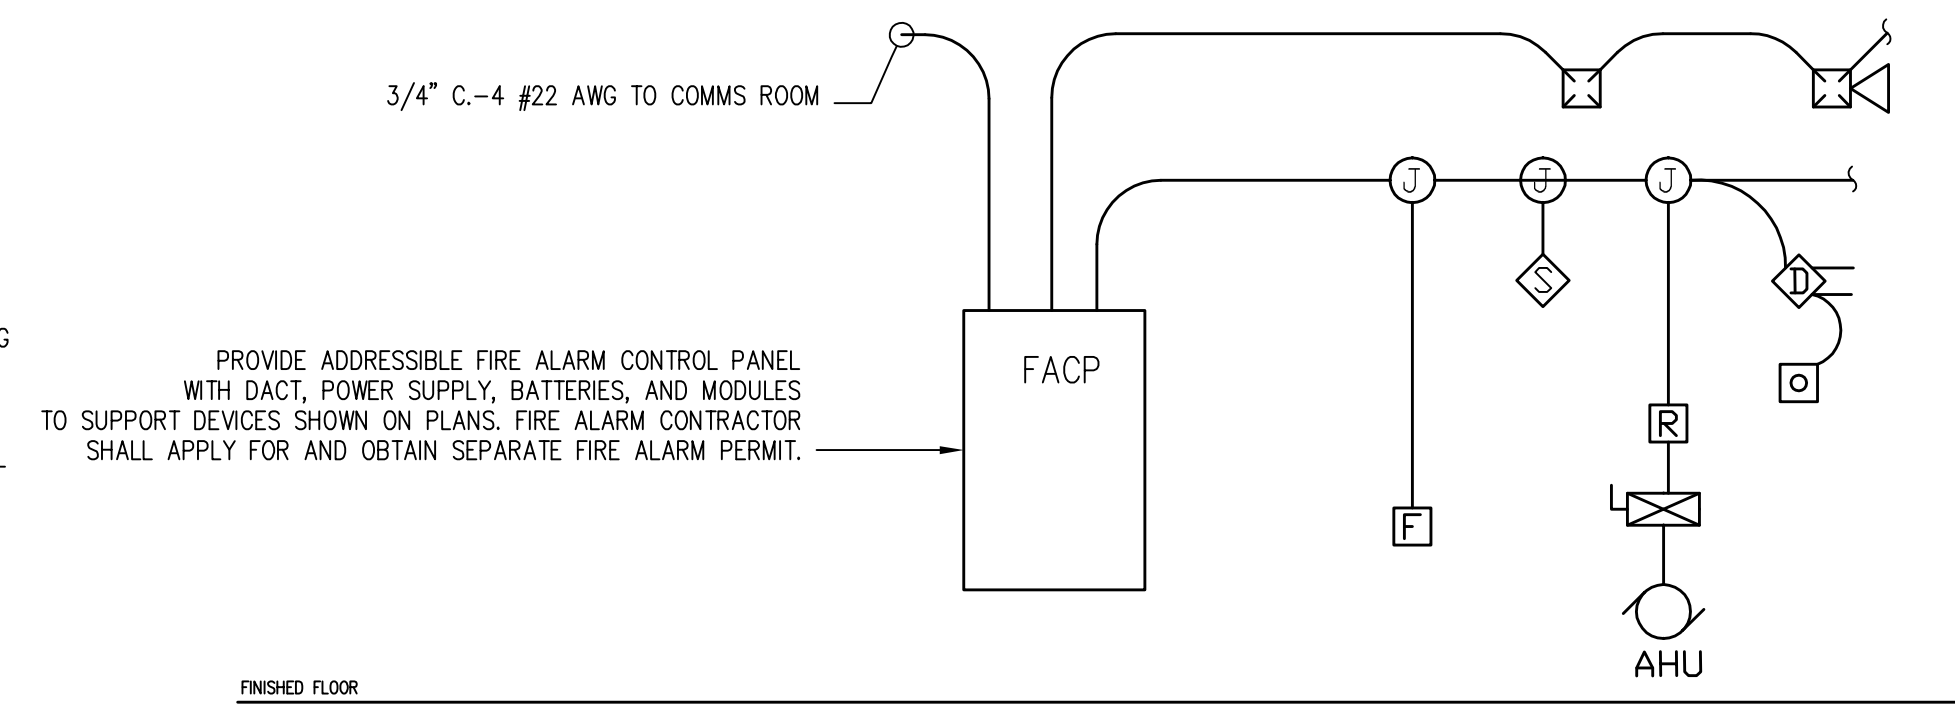 3/4” C.-4 #22 AWG TO COMMS ROOM
J J J
S
D
G
PROVIDE ADDRESSIBLE FIRE ALARM CONTROL PANEL
WITH DACT, POWER SUPPLY, BATTERIES, AND MODULES
TO SUPPORT DEVICES SHOWN ON PLANS. FIRE ALARM CONTRACTOR
SHALL APPLY FOR AND OBTAIN SEPARATE FIRE ALARM PERMIT.
FACP
R
F
AHU
FINISHED FLOOR